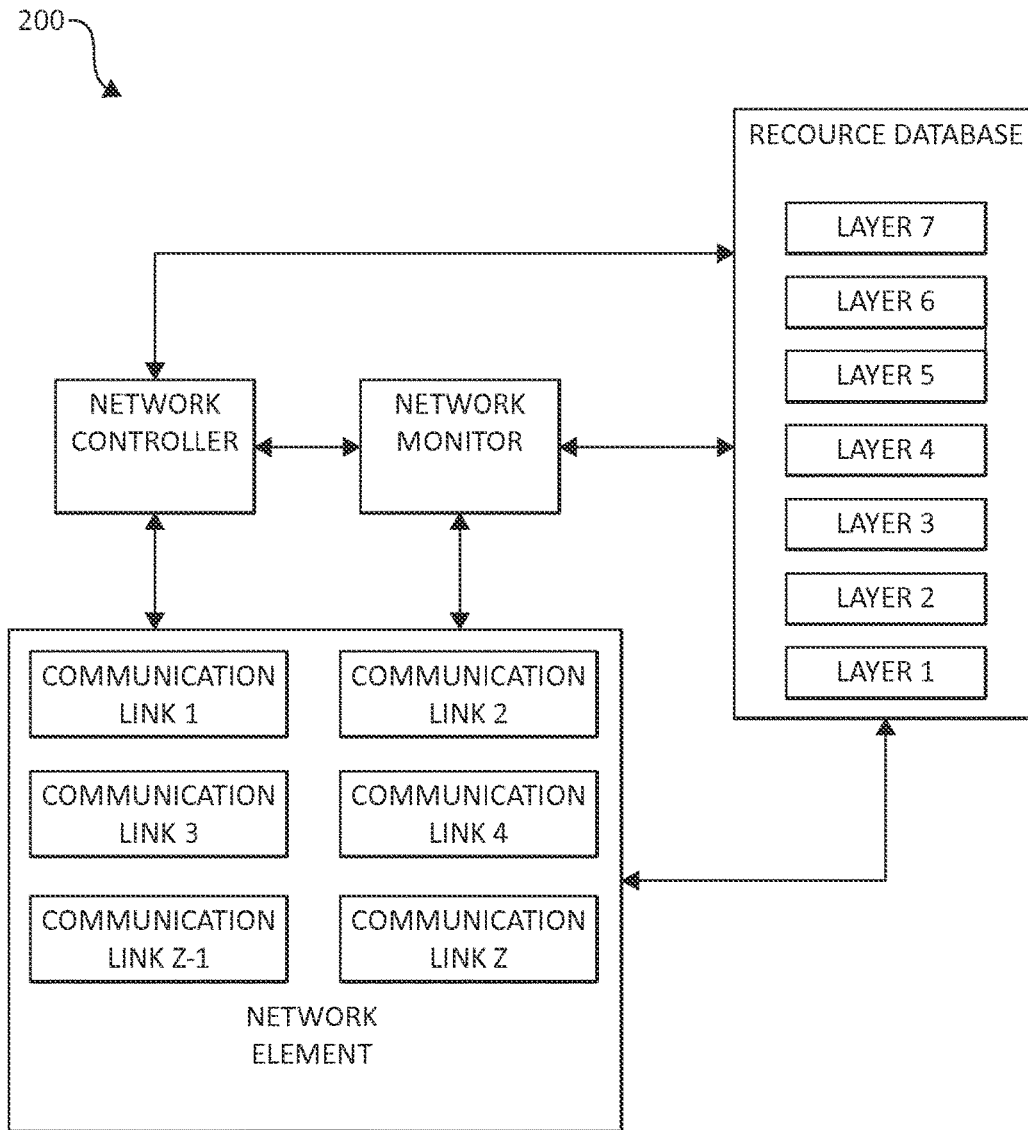 200
RECOURCE DATABASE
LAYER 7
LAYER 6
LAYER 5
LAYER 4
LAYER 3
LAYER 2
LAYER 1
NETWORK
CONTROLLER
NETWORK
MONITOR
COMMUNICATION
LINK 1
COMMUNICATION
LINK 2
COMMUNICATION
LINK 3
COMMUNICATION
LINK 4
COMMUNICATION
LINK Z-1
COMMUNICATION
LINK Z
NETWORK
ELEMENT